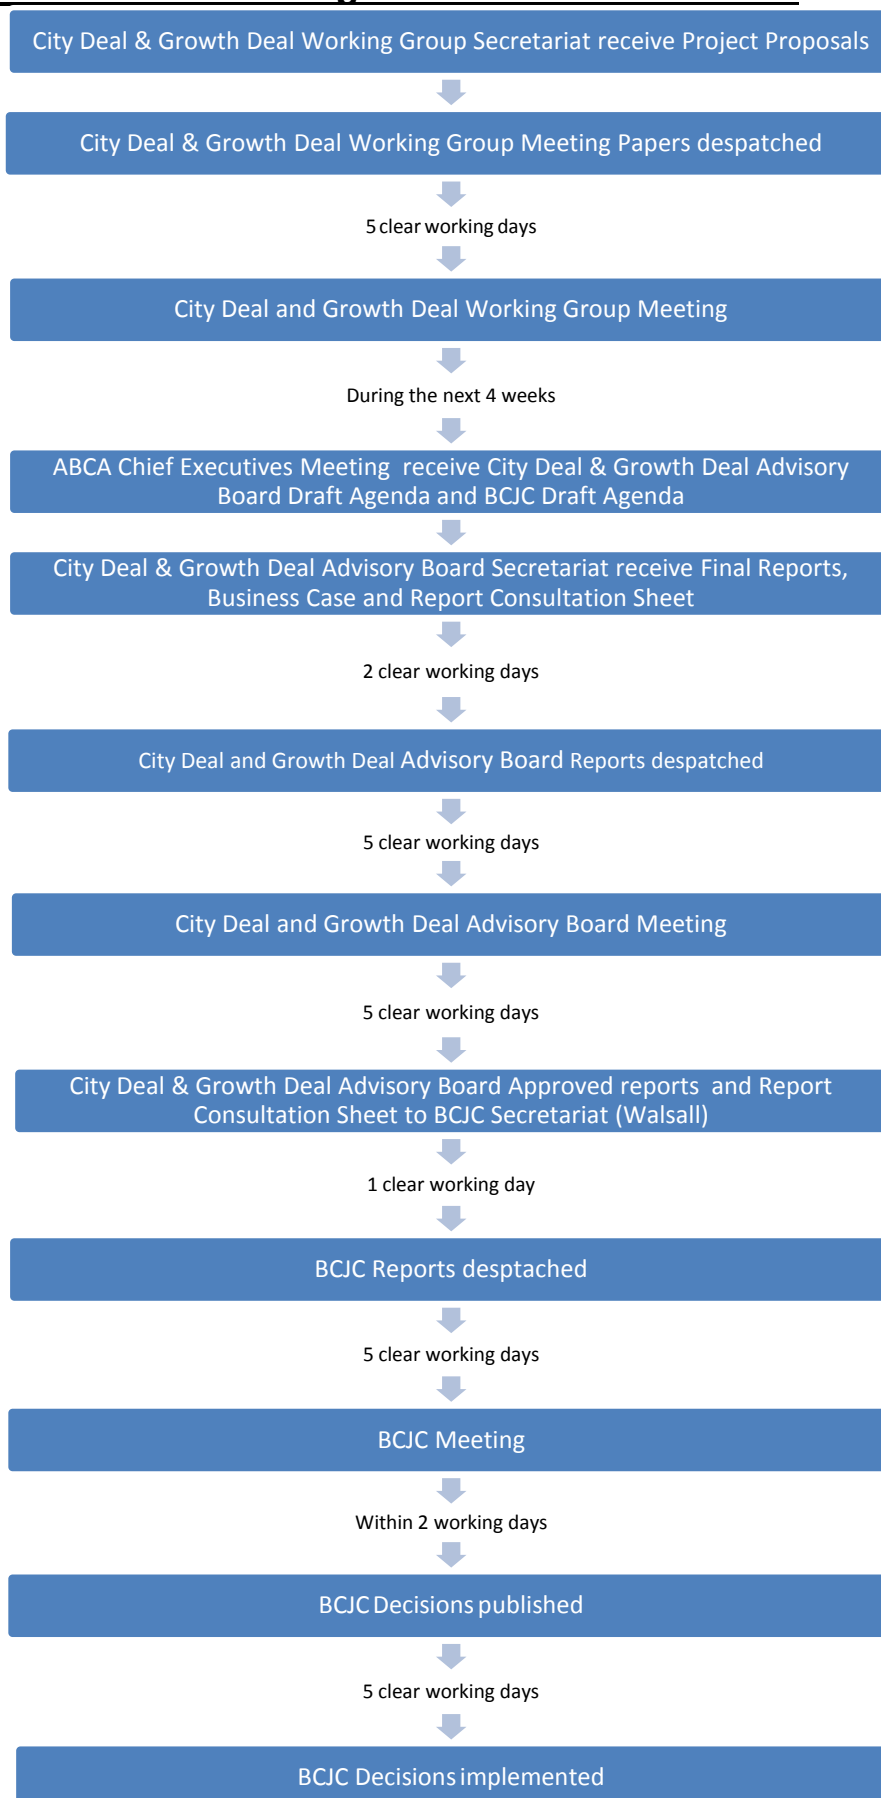 City Deal & Growth Deal Working Group Secretariat receive Project Proposals
City Deal & Growth Deal Working Group Meeting Papers despatched
5 clear working days
City Deal and Growth Deal Working Group Meeting
During the next 4 weeks
ABCA Chief Executives Meeting receive City Deal & Growth Deal Advisory
Board Draft Agenda and BCJC Draft Agenda
City Deal & Growth Deal Advisory Board Secretariat receive Final Reports,
Business Case and Report Consultation Sheet
2 clear working days
City Deal and Growth Deal Advisory Board Reports despatched
5 clear working days
City Deal and Growth Deal Advisory Board Meeting
5 clear working days
City Deal & Growth Deal Advisory Board Approved reports and Report
Consultation Sheet to BCJC Secretariat (Walsall)
1 clear working day
BCJC Reports desptached
5 clear working days
BCJC Meeting
Within 2 working days
BCJC Decisions published
5 clear working days
BCJC Decisions implemented